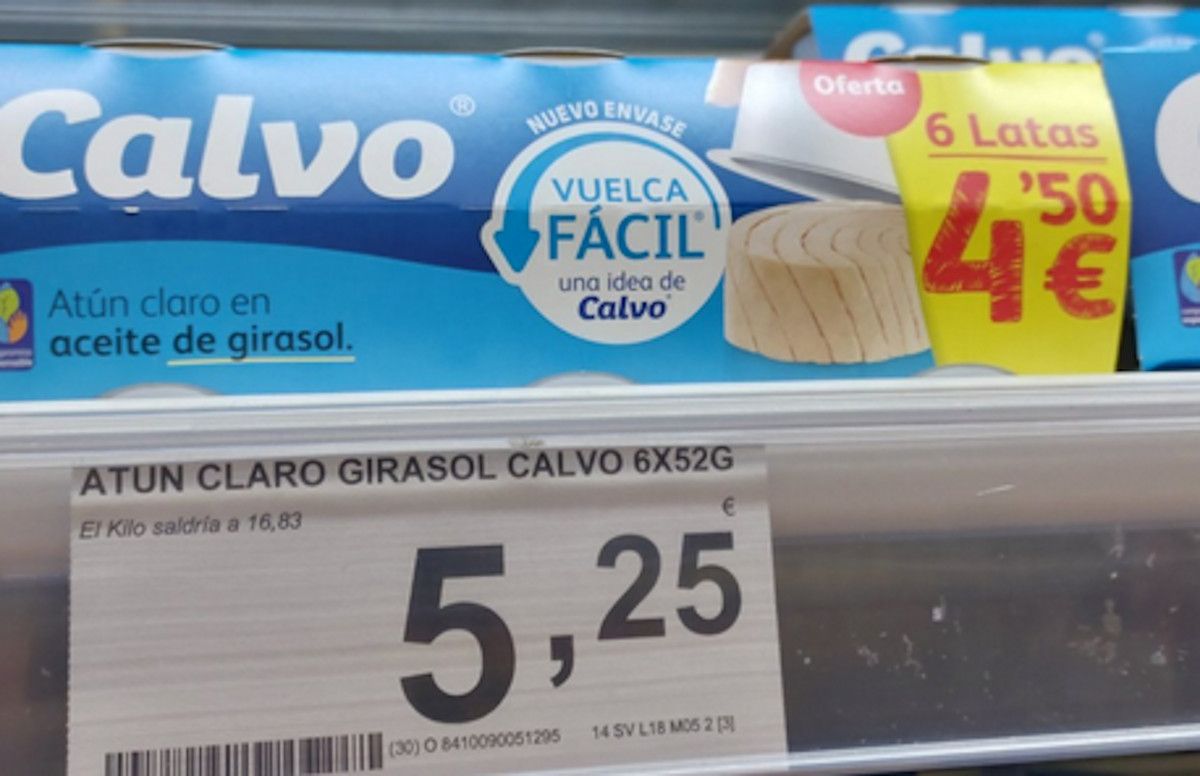 Calvo
Calvo®
NUEVO ENVASE
VUELCA
FÁCIL®
una idea de
Calvo®
Oferta
6 Latas
4'50
€
Atún claro en
aceite de girasol.
ATUN CLARO GIRASOL CALVO 6X52G
El Kilo saldría a 16,83
€
5,25
(30) O 8410090051295
14 SV L18 M05 2 [3]